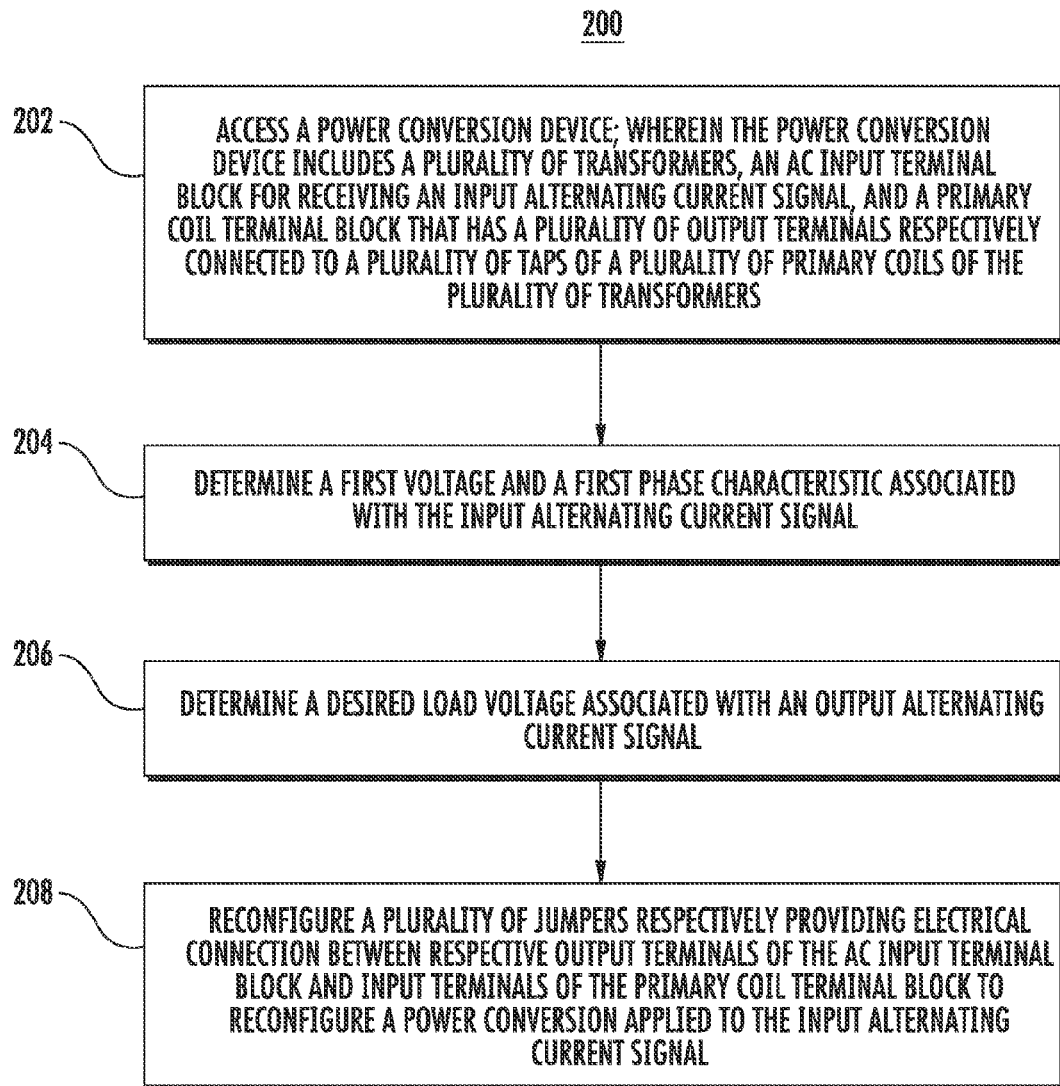 200
202
ACCESS A POWER CONVERSION DEVICE; WHEREIN THE POWER CONVERSION
DEVICE INCLUDES A PLURALITY OF TRANSFORMERS, AN AC INPUT TERMINAL
BLOCK FOR RECEIVING AN INPUT ALTERNATING CURRENT SIGNAL, AND A PRIMARY
COIL TERMINAL BLOCK THAT HAS A PLURALITY OF OUTPUT TERMINALS RESPECTIVELY
CONNECTED TO A PLURALITY OF TAPS OF A PLURALITY OF PRIMARY COILS OF THE
PLURALITY OF TRANSFORMERS
204
DETERMINE A FIRST VOLTAGE AND A FIRST PHASE CHARACTERISTIC ASSOCIATED
WITH THE INPUT ALTERNATING CURRENT SIGNAL
206
DETERMINE A DESIRED LOAD VOLTAGE ASSOCIATED WITH AN OUTPUT ALTERNATING
CURRENT SIGNAL
208
RECONFIGURE A PLURALITY OF JUMPERS RESPECTIVELY PROVIDING ELECTRICAL
CONNECTION BETWEEN RESPECTIVE OUTPUT TERMINALS OF THE AC INPUT TERMINAL
BLOCK AND INPUT TERMINALS OF THE PRIMARY COIL TERMINAL BLOCK TO
RECONFIGURE A POWER CONVERSION APPLIED TO THE INPUT ALTERNATING
CURRENT SIGNAL